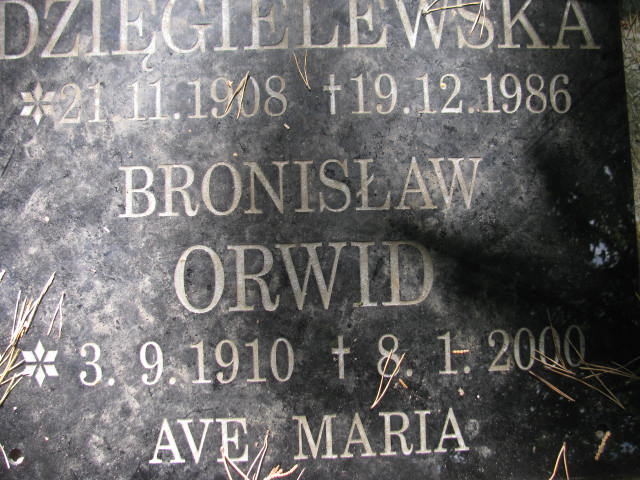 DZIĘGIELEWSKA
* 21.11.1908 † 19.12.1986
BRONISŁAW
ORWID
* 3.9.1910 † 8.1.2000
AVE MARIA